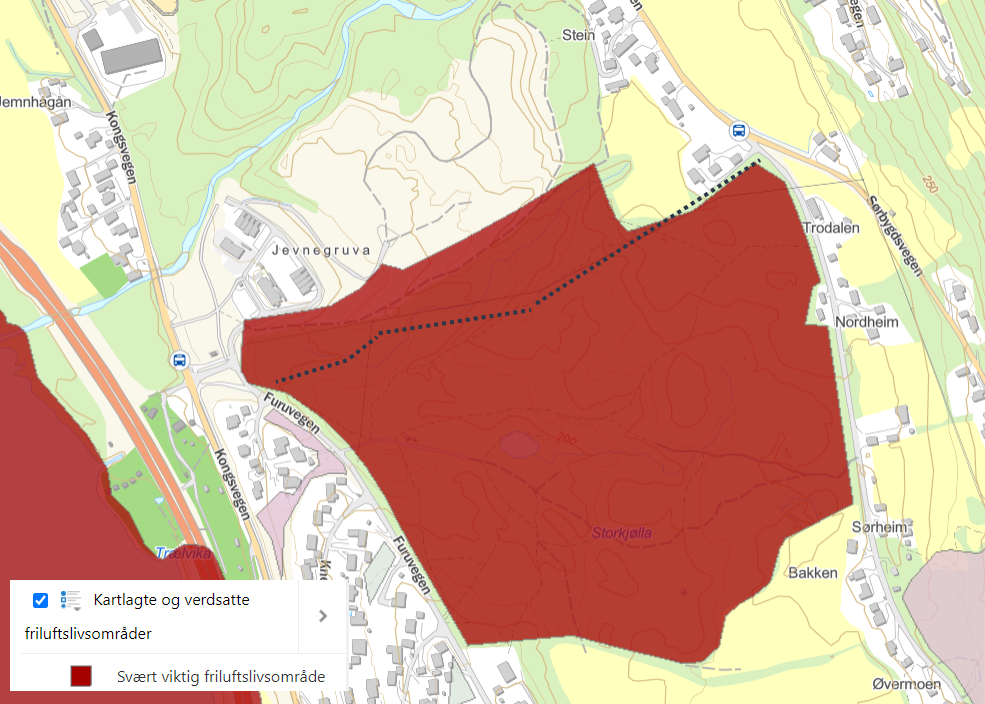 Stein
Jemnhagan
Kongsvegen
250
Sørbygdsvegen
Trodalen
Jevnegruva
Nordheim
Furuvegen
200
Kongsvegen
Storkjølla
Sørheim
Trælvika
Furuvegen
Bakken
Øvermoen
Kartlagte og verdsatte
friluftslivsområder
Svært viktig friluftslivsområde